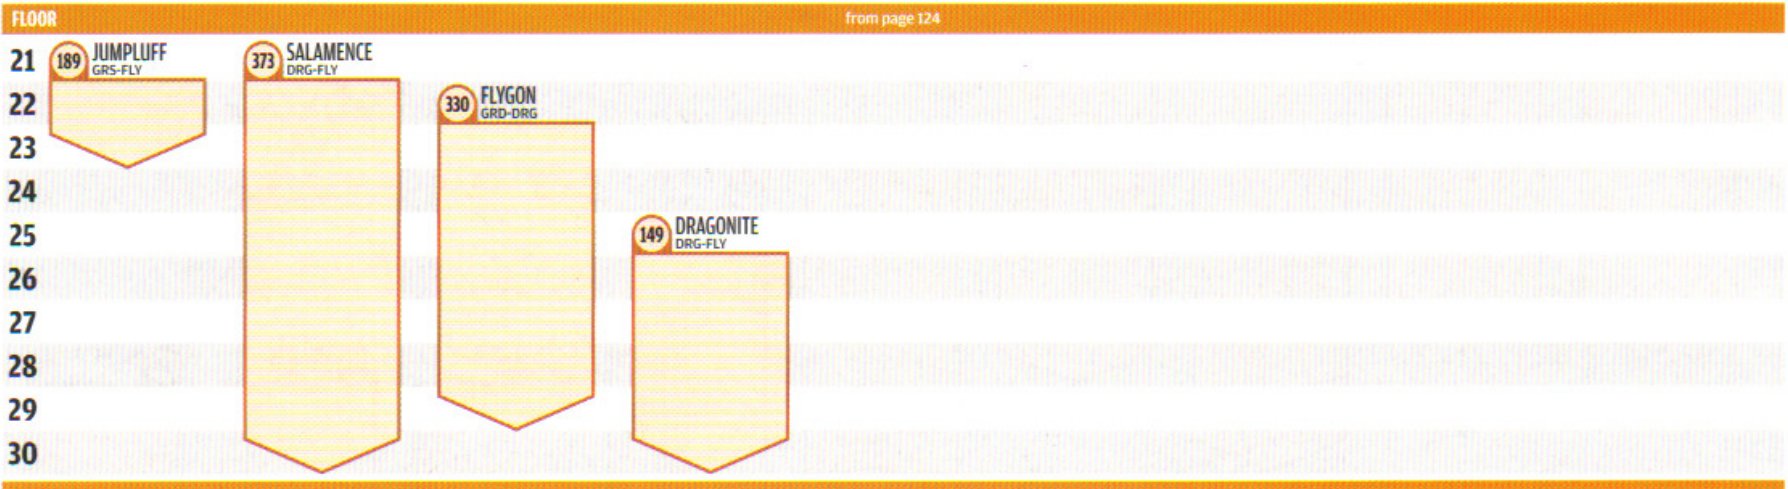 FLOOR from page 124
21 189 JUMPLUFF 373 SALAMENCE
GRS-FLY DRG-FLY
22 330 FLYGON
GRD-DRG
23
24
25 149 DRAGONITE
DRG-FLY
26
27
28
29
30